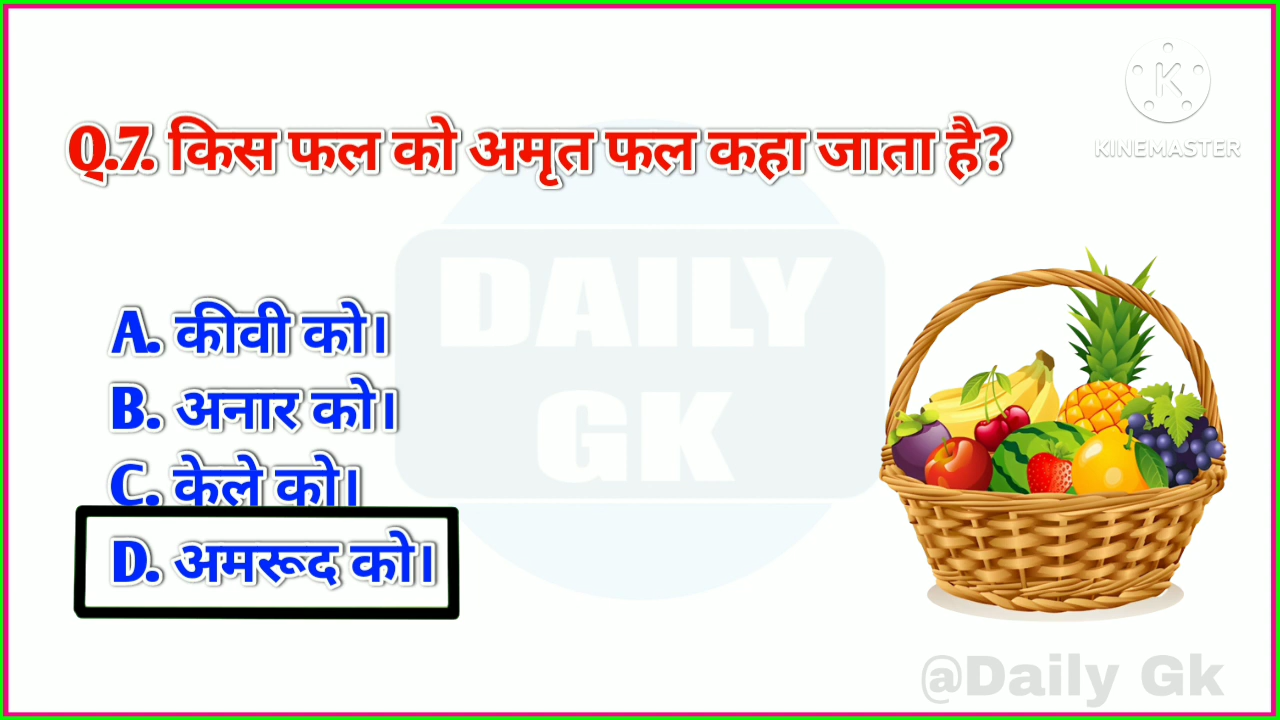 K
KINEMASTER
Q.7. किस फल को अमृत फल कहा जाता है?
DAILY
GK
A. कीवी को।
B. अनार को।
C. केले को।
D. अमरूद को।
@Daily Gk